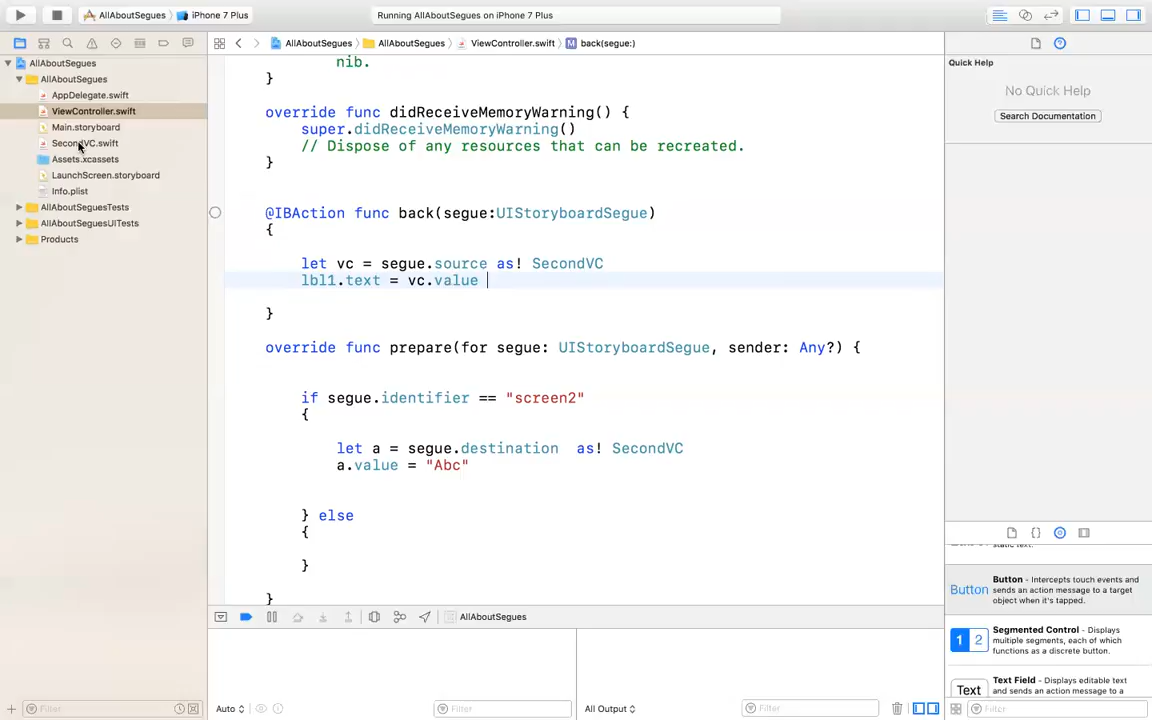 AllAboutSegues
iPhone 7 Plus
Running AllAboutSegues on iPhone 7 Plus
AllAboutSegues
AllAboutSegues
ViewController.swift
M back(segue:)
AllAboutSegues
AllAboutSegues
AppDelegate.swift
ViewController.swift
Main.storyboard
SecondVC.swift
Assets.xcassets
LaunchScreen.storyboard
Info.plist
AllAboutSeguesTests
AllAboutSeguesUITests
Products
Filter
nib.
}
override func didReceiveMemoryWarning() {
super.didReceiveMemoryWarning()
// Dispose of any resources that can be recreated.
}
@IBAction func back(segue:UIStoryboardSegue)
{
let vc = segue.source as! SecondVC
lbl1.text = vc.value
}
override func prepare(for segue: UIStoryboardSegue, sender: Any?) {
if segue.identifier == "screen2"
{
let a = segue.destination  as! SecondVC
a.value = "Abc"
} else
{
}
}
AllAboutSegues
Auto
Filter
All Output
Filter
Quick Help
No Quick Help
Search Documentation
static text.
Button
Button - Intercepts touch events and
sends an action message to a target
object when it's tapped.
1 2
Segmented Control - Displays
multiple segments, each of which
functions as a discrete button.
Text
Text Field - Displays editable text
and sends an action message to a
Filter